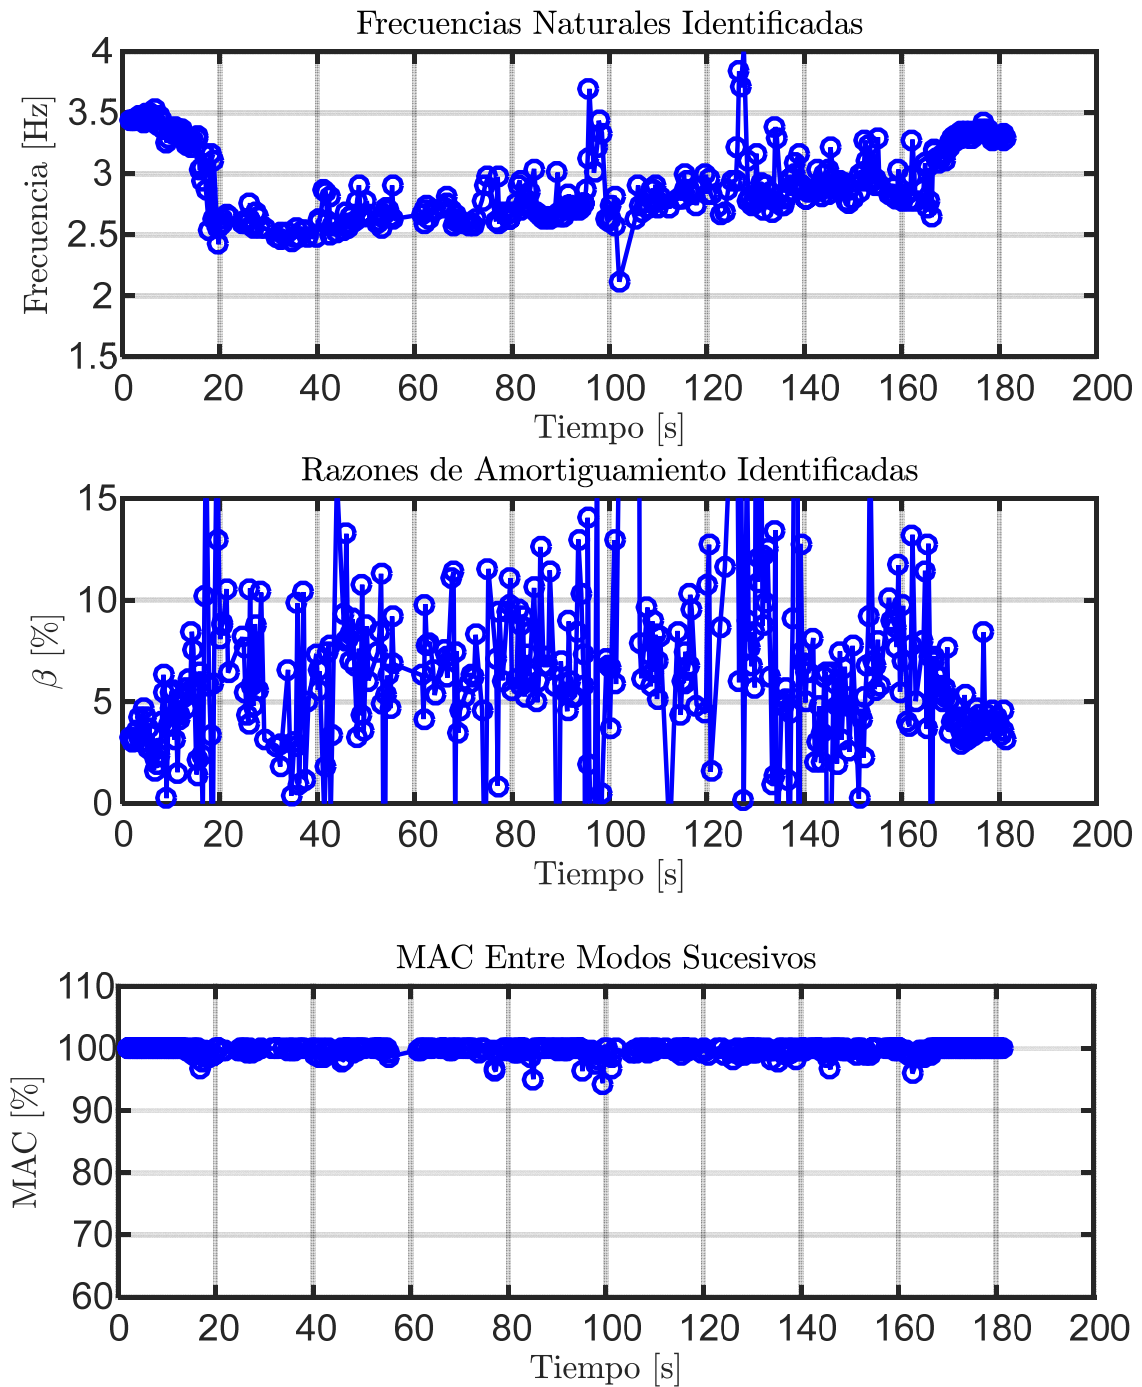 Frecuencias Naturales Identificadas
Frecuencia [Hz]
4
3.5
3
2.5
2
1.5
0 20 40 60 80 100 120 140 160 180 200
Tiempo [s]
Razones de Amortiguamiento Identificadas
β [%]
15
10
5
0
0 20 40 60 80 100 120 140 160 180 200
Tiempo [s]
MAC Entre Modos Sucesivos
MAC [%]
110
100
90
80
70
60
0 20 40 60 80 100 120 140 160 180 200
Tiempo [s]